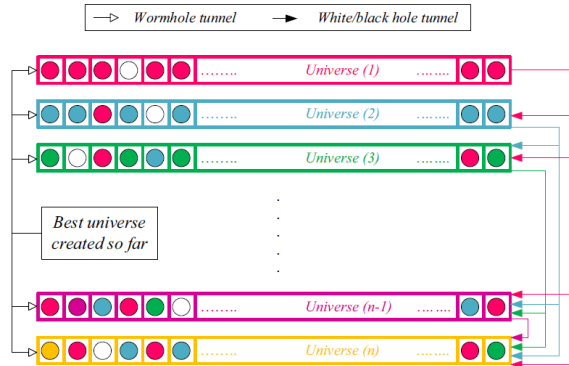 Wormhole tunnel White/black hole tunnel
........ Universe (1) ........
........ Universe (2) ........
........ Universe (3) ........
Best universe
created so far
........ Universe (n-1) ........
........ Universe (n) ........